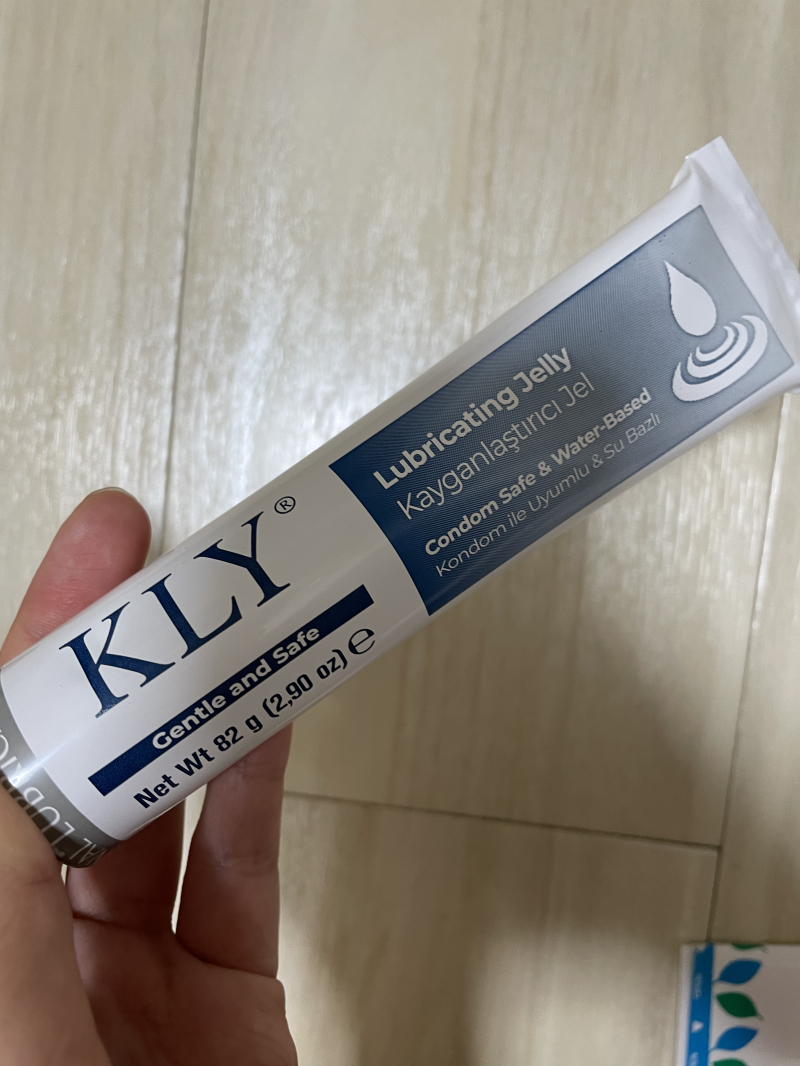 KLY®
Gentle and Safe
Net Wt 82 g (2,90 oz) ℮
Lubricating Jelly
Kayganlaştırıcı Jel
Condom Safe & Water-Based
Kondom ile Uyumlu & Su Bazlı